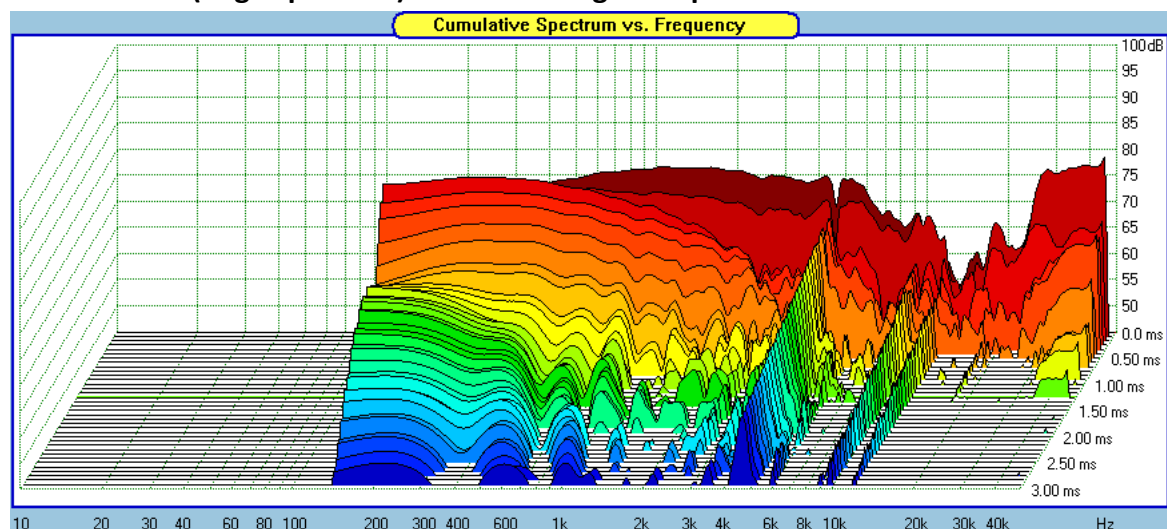 Cumulative Spectrum vs. Frequency
100dB
95
90
85
80
75
70
65
60
55
50
0.0 ms
0.50 ms
1.00 ms
1.50 ms
2.00 ms
2.50 ms
3.00 ms
10 20 30 40 60 80 100 200 300 400 600 1k 2k 3k 4k 6k 8k 10k 20k 30k 40k Hz